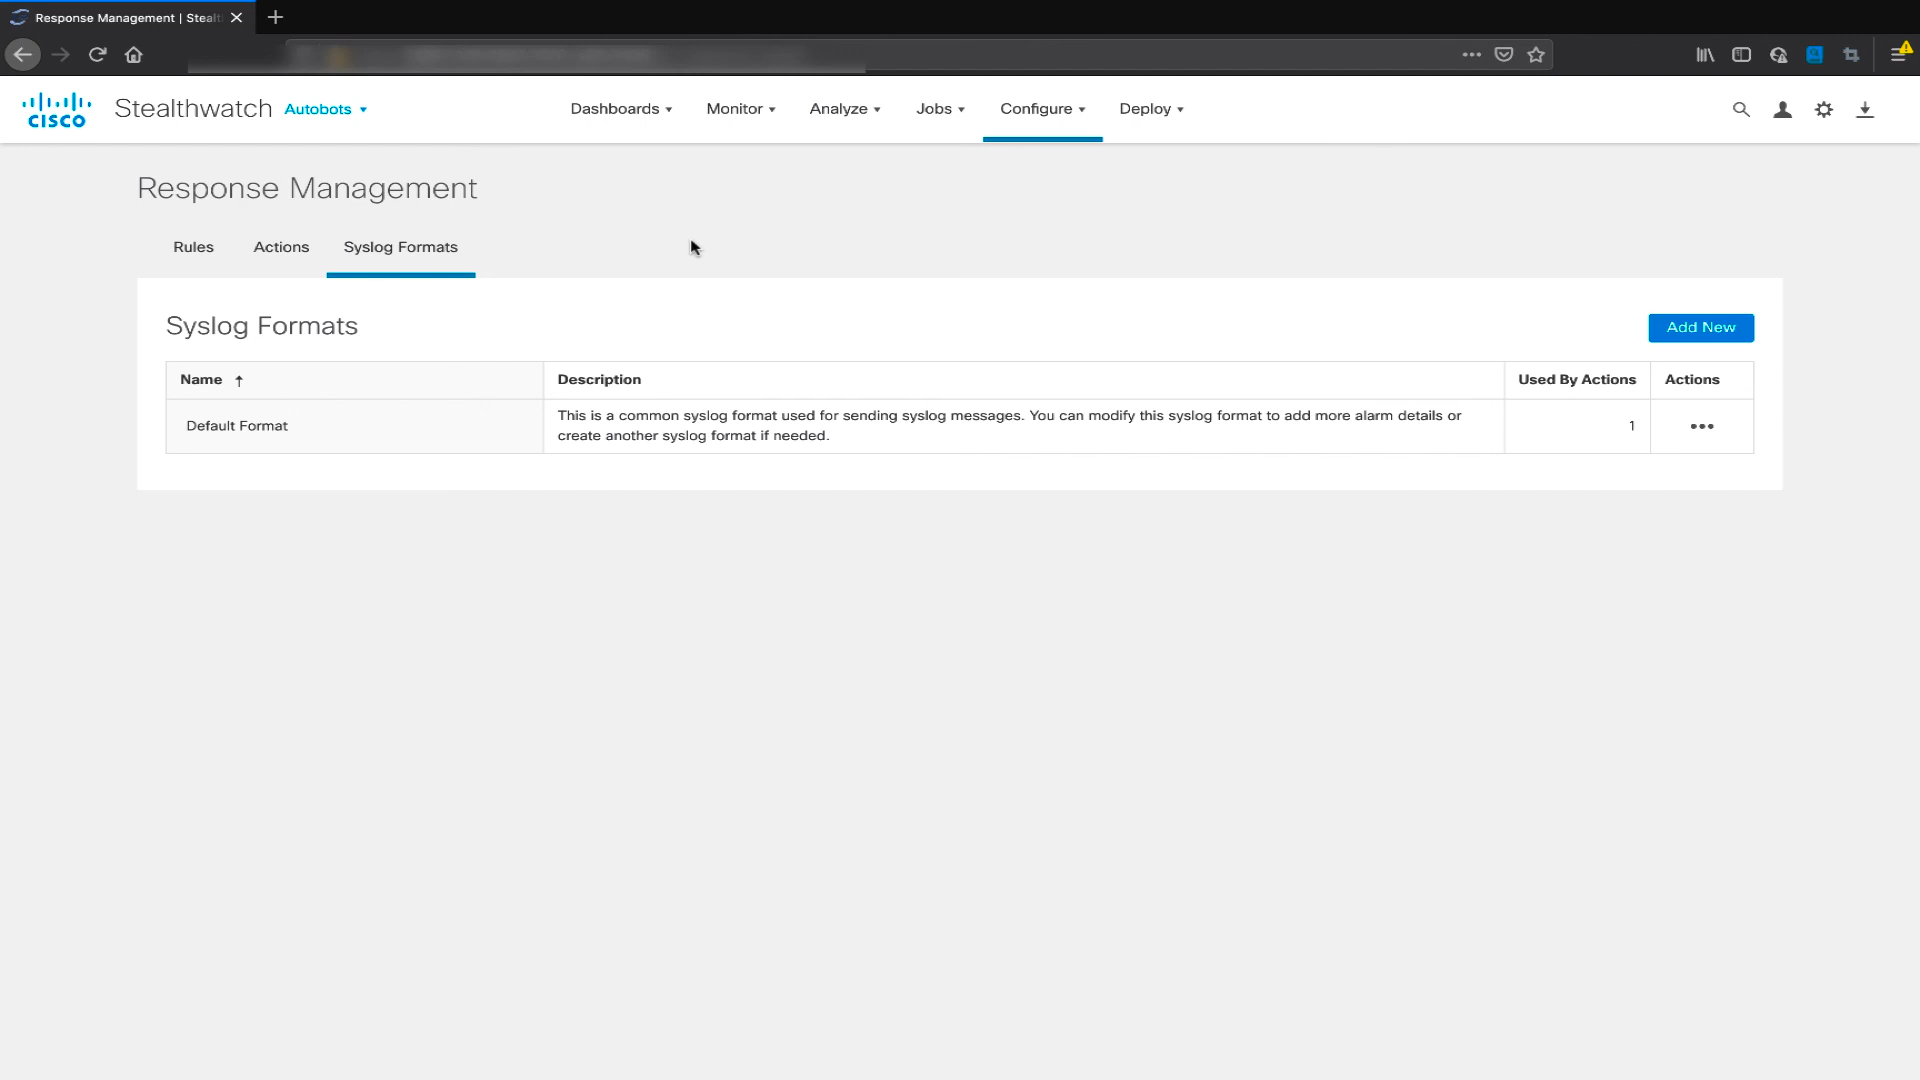 Response Management | Stealt
CISCO Stealthwatch Autobots Dashboards Monitor Analyze Jobs Configure Deploy
Response Management
Rules Actions Syslog Formats
Syslog Formats
Add New
Name Description Used By Actions Actions
Default Format
This is a common syslog format used for sending syslog messages. You can modify this syslog format to add more alarm details or
create another syslog format if needed.
1